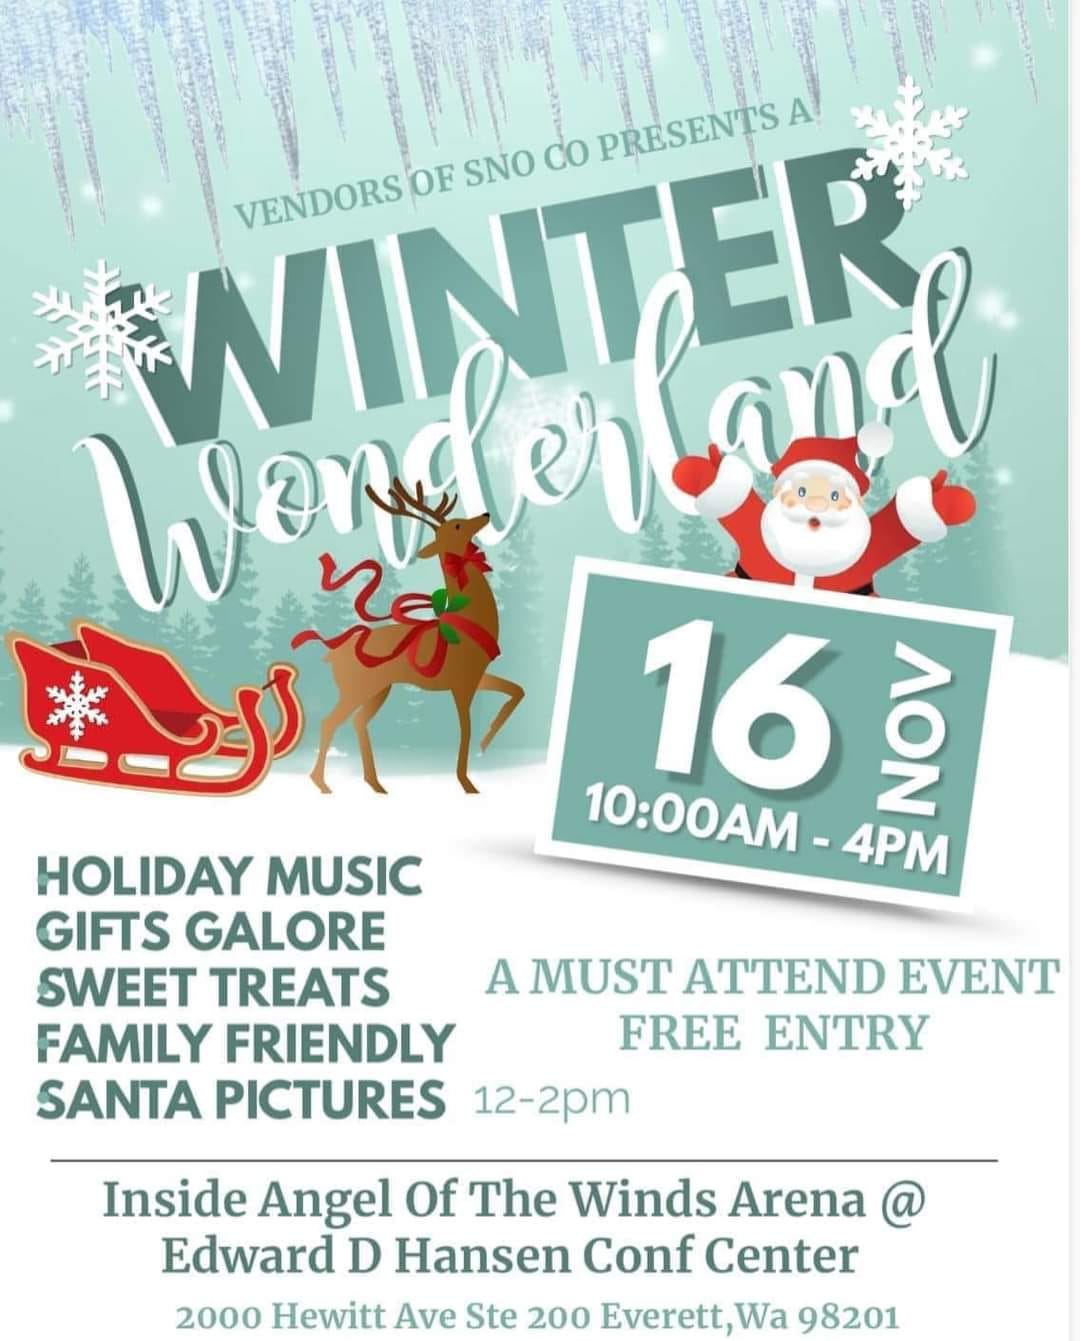 VENDORS OF SNO CO PRESENTS A
WINTER
Wonderland
16 NOV
10:00AM - 4PM
HOLIDAY MUSIC
GIFTS GALORE
SWEET TREATS
FAMILY FRIENDLY
SANTA PICTURES 12-2pm
A MUST ATTEND EVENT
FREE ENTRY
Inside Angel Of The Winds Arena @
Edward D Hansen Conf Center
2000 Hewitt Ave Ste 200 Everett,Wa 98201